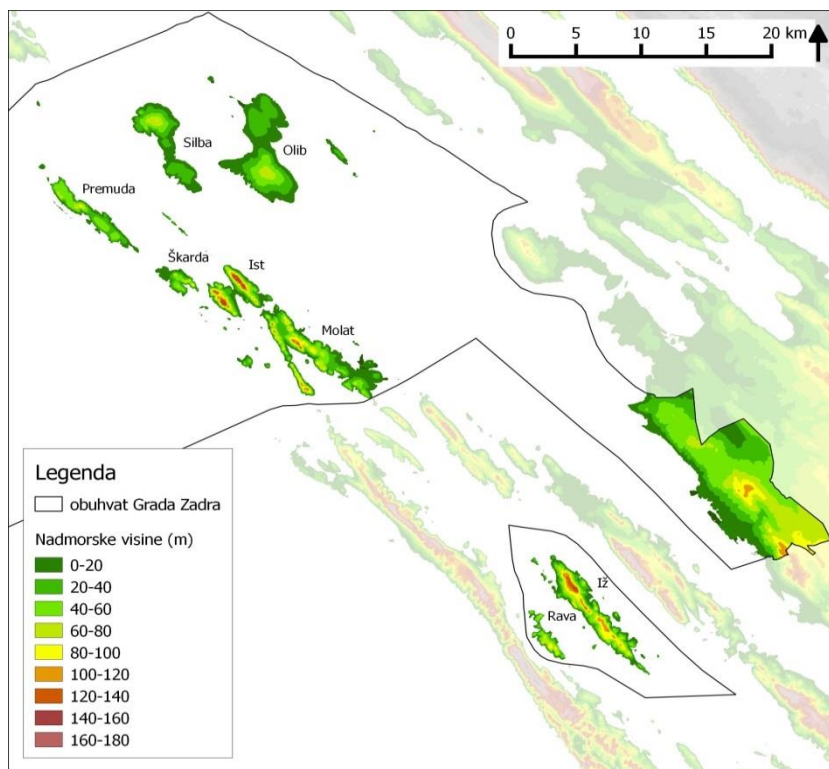 0 5 10 15 20 km
Silba
Olib
Premuda
Škarda
Ist
Molat
Iž
Rava
Legenda
obuhvat Grada Zadra
Nadmorske visine (m)
0-20
20-40
40-60
60-80
80-100
100-120
120-140
140-160
160-180